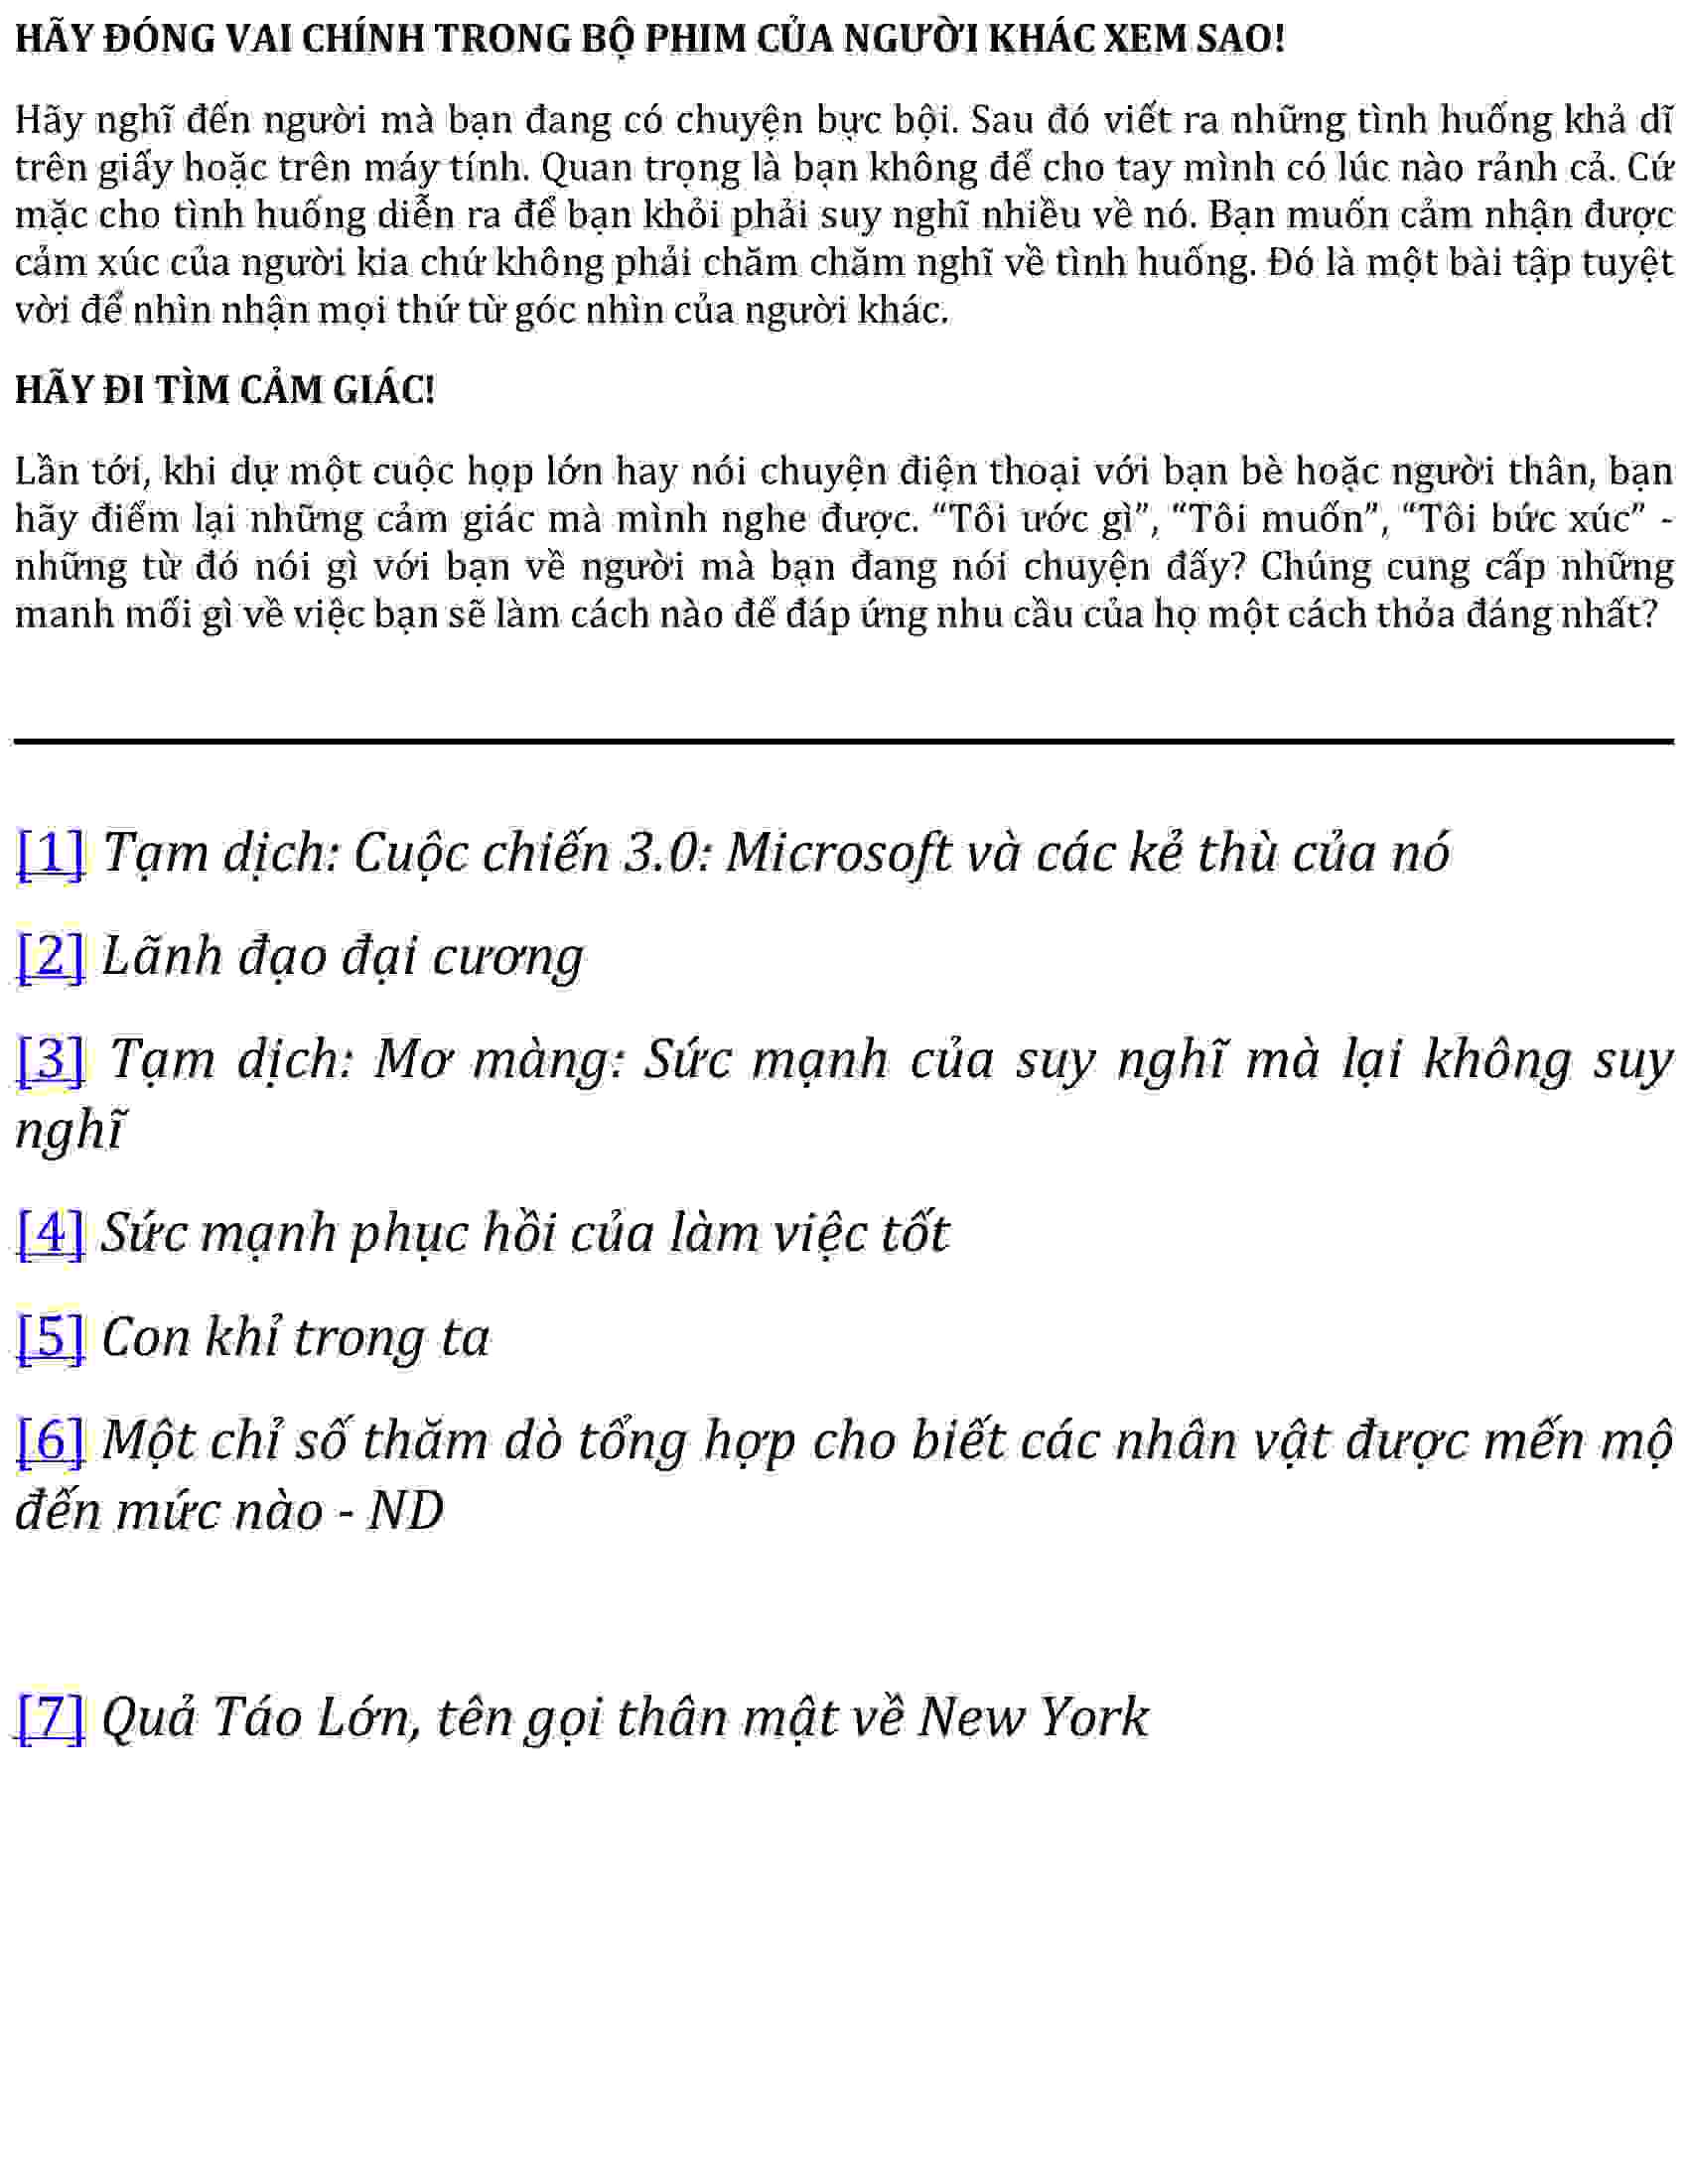 HÃY ĐÓNG VAI CHÍNH TRONG BỘ PHIM CỦA NGƯỜI KHÁC XEM SAO!
Hãy nghĩ đến người mà bạn đang có chuyện bực bội. Sau đó viết ra những tình huống khả dĩ
trên giấy hoặc trên máy tính. Quan trọng là bạn không để cho tay mình có lúc nào rảnh cả. Cứ
mặc cho tình huống diễn ra để bạn khỏi phải suy nghĩ nhiều về nó. Bạn muốn cảm nhận được
cảm xúc của người kia chứ không phải chăm chăm nghĩ về tình huống. Đó là một bài tập tuyệt
vời để nhìn nhận mọi thứ từ góc nhìn của người khác.
HÃY ĐI TÌM CẢM GIÁC!
Lần tới, khi dự một cuộc họp lớn hay nói chuyện điện thoại với bạn bè hoặc người thân, bạn
hãy điểm lại những cảm giác mà mình nghe được. “Tôi ước gì”, “Tôi muốn”, “Tôi bức xúc” -
những từ đó nói gì với bạn về người mà bạn đang nói chuyện đấy? Chúng cung cấp những
manh mối gì về việc bạn sẽ làm cách nào để đáp ứng nhu cầu của họ một cách thỏa đáng nhất?
[1] Tạm dịch: Cuộc chiến 3.0: Microsoft và các kẻ thù của nó
[2] Lãnh đạo đại cương
[3] Tạm dịch: Mơ màng: Sức mạnh của suy nghĩ mà lại không suy
nghĩ
[4] Sức mạnh phục hồi của làm việc tốt
[5] Con khỉ trong ta
[6] Một chỉ số thăm dò tổng hợp cho biết các nhân vật được mến mộ
đến mức nào - ND
[7] Quả Táo Lớn, tên gọi thân mật về New York